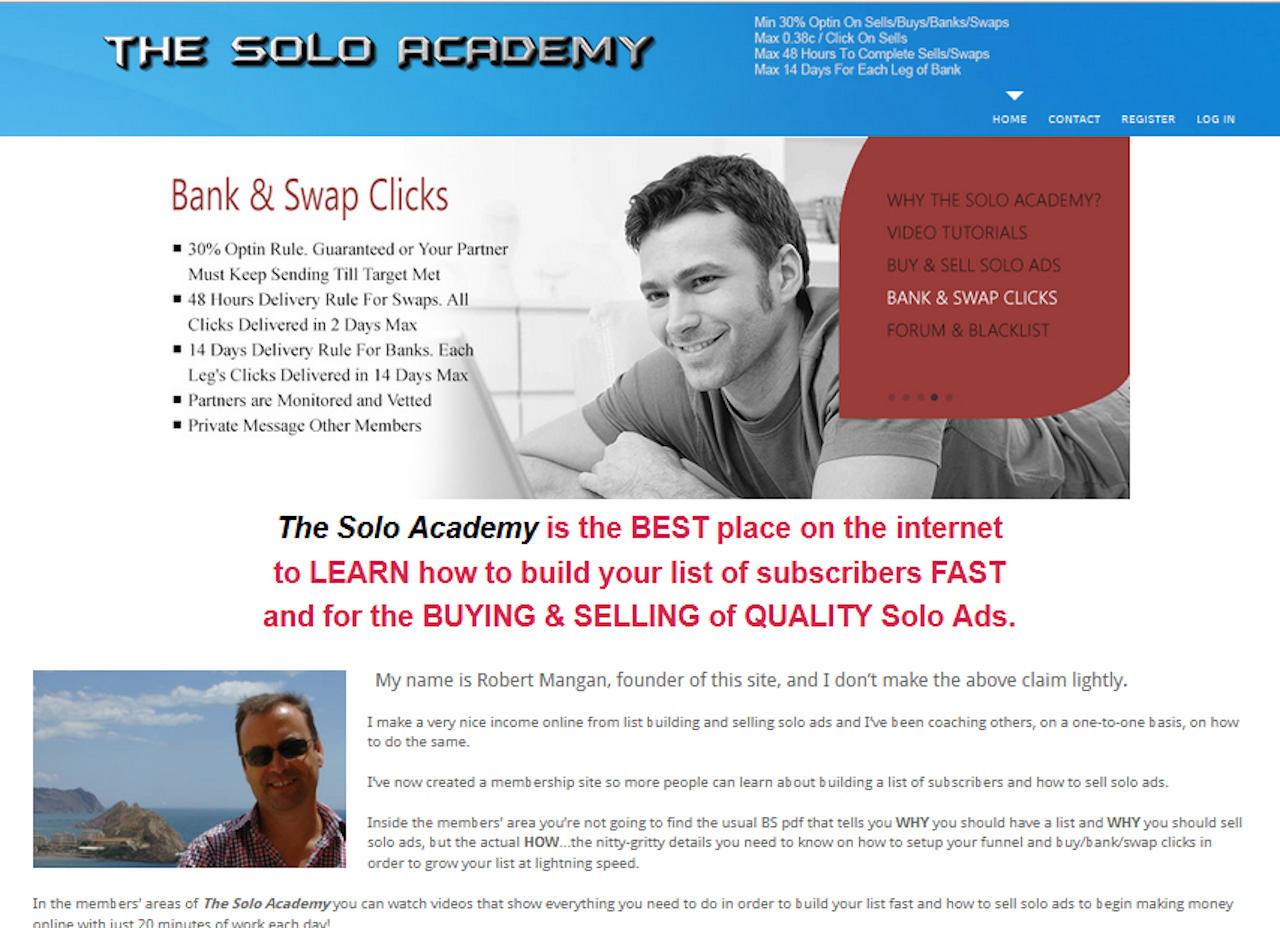 THE SOLO ACADEMY
Min 30% Optin On Sells/Buys/Banks/Swaps
Max 0.38c / Click On Sells
Max 48 Hours To Complete Sells/Swaps
Max 14 Days For Each Leg of Bank
HOME CONTACT REGISTER LOG IN
Bank & Swap Clicks
▪ 30% Optin Rule. Guaranteed or Your Partner
Must Keep Sending Till Target Met
▪ 48 Hours Delivery Rule For Swaps. All
Clicks Delivered in 2 Days Max
▪ 14 Days Delivery Rule For Banks. Each
Leg's Clicks Delivered in 14 Days Max
▪ Partners are Monitored and Vetted
▪ Private Message Other Members
WHY THE SOLO ACADEMY?
VIDEO TUTORIALS
BUY & SELL SOLO ADS
BANK & SWAP CLICKS
FORUM & BLACKLIST
The Solo Academy is the BEST place on the internet
to LEARN how to build your list of subscribers FAST
and for the BUYING & SELLING of QUALITY Solo Ads.
My name is Robert Mangan, founder of this site, and I don’t make the above claim lightly.
I make a very nice income online from list building and selling solo ads and I’ve been coaching others, on a one-to-one basis, on how
to do the same.
I’ve now created a membership site so more people can learn about building a list of subscribers and how to sell solo ads.
Inside the members’ area you’re not going to find the usual BS pdf that tells you WHY you should have a list and WHY you should sell
solo ads, but the actual HOW…the nitty-gritty details you need to know on how to setup your funnel and buy/bank/swap clicks in
order to grow your list at lightning speed.
In the members’ areas of The Solo Academy you can watch videos that show everything you need to do in order to build your list fast and how to sell solo ads to begin making money
online with just 20 minutes of work each day!